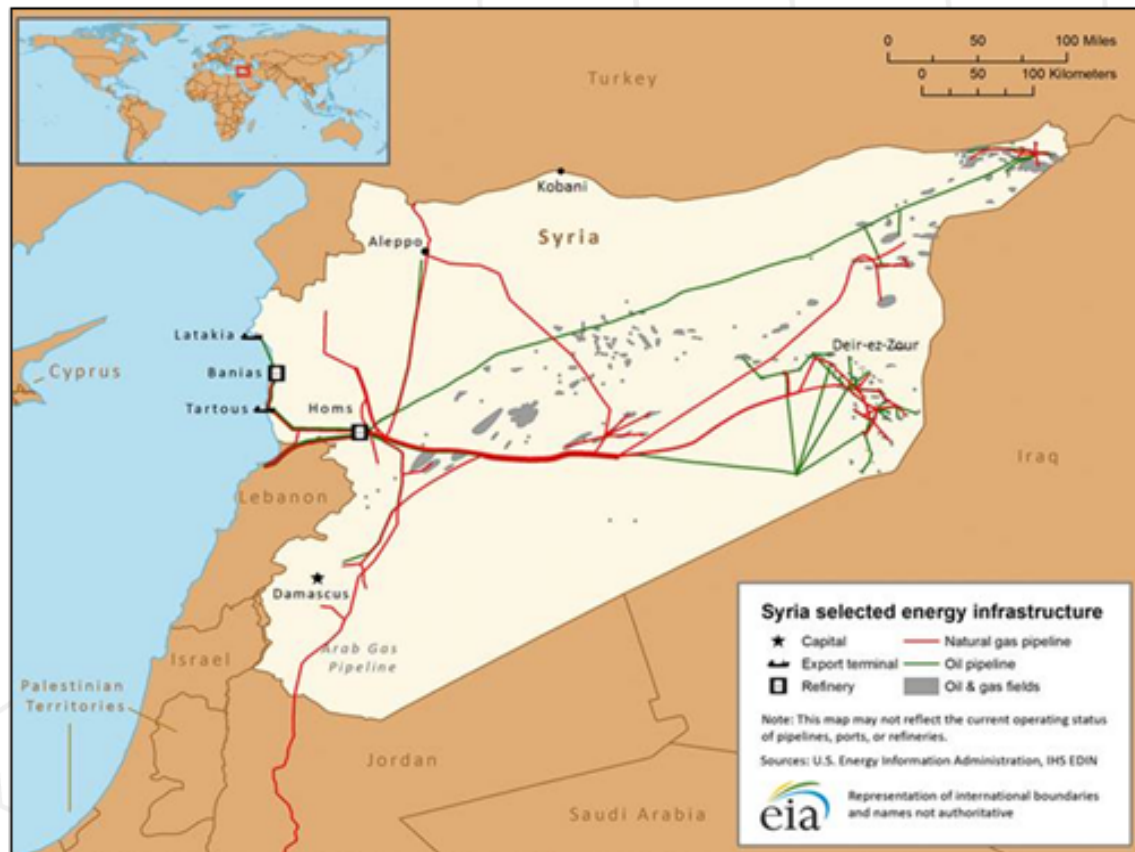 0 50 100 Miles
0 50 100 Kilometers
Turkey
Kobani
Syria
Aleppo
Latakia
Deir-ez-Zour
Cyprus
Banias
Tartous
Homs
Iraq
Lebanon
Damascus
Arab Gas
Pipeline
Israel
Palestinian
Territories
Jordan
Saudi Arabia
Syria selected energy infrastructure
Capital
Natural gas pipeline
Export terminal
Oil pipeline
Refinery
Oil & gas fields
Note: This map may not reflect the current operating status
of pipelines, ports, or refineries.
Sources: U.S. Energy Information Administration, IHS EDIN
eia
Representation of international boundaries
and names not authoritative